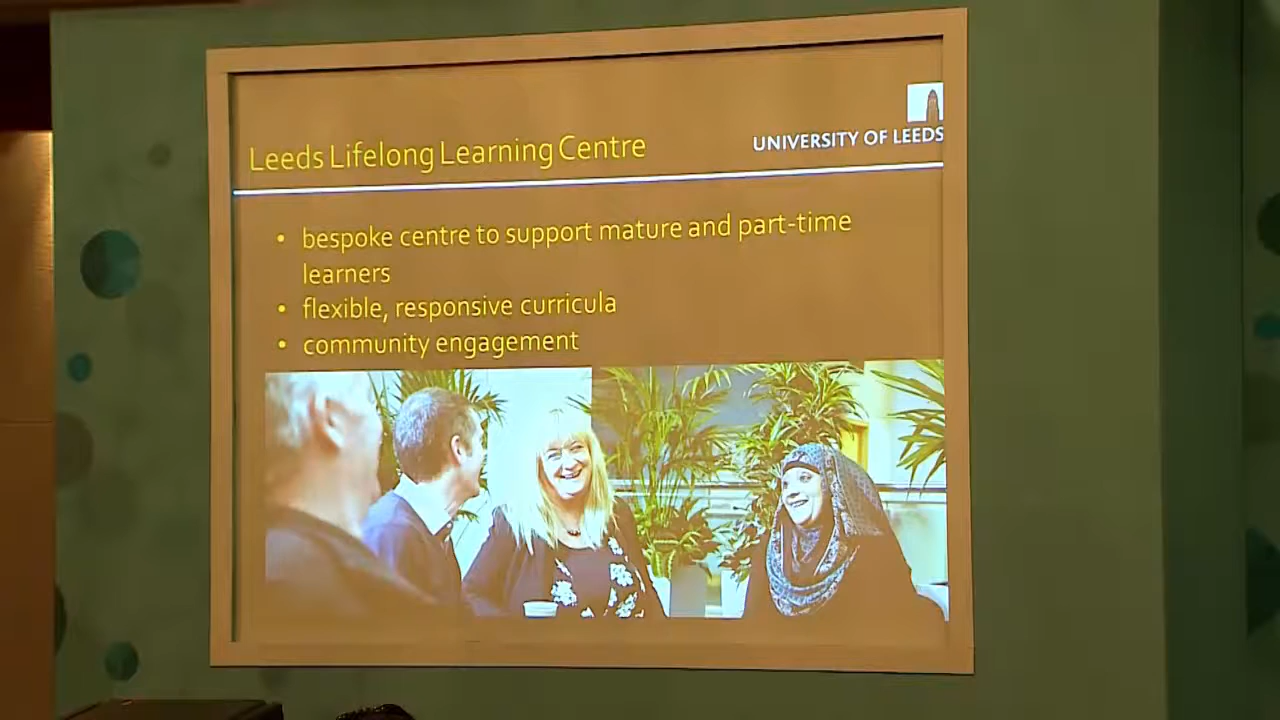 UNIVERSITY OF LEEDS
Leeds Lifelong Learning Centre
• bespoke centre to support mature and part-time
learners
• flexible, responsive curricula
• community engagement